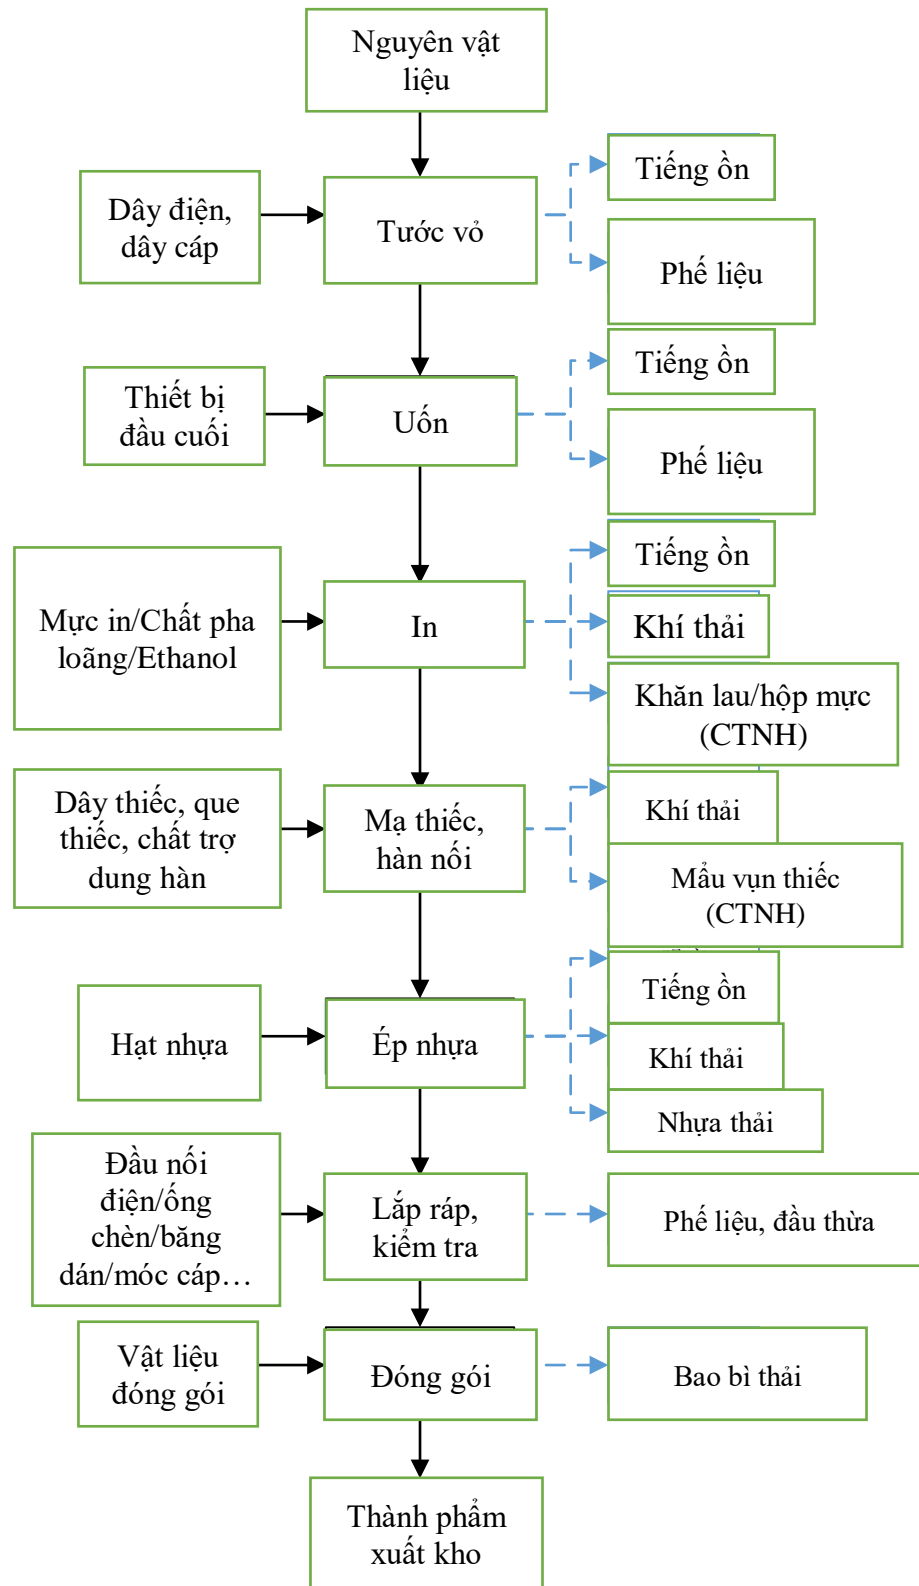 Nguyên vật
liệu
Dây điện,
dây cáp
Tước vỏ
Tiếng ồn
Phế liệu
Thiết bị
đầu cuối
Uốn
Tiếng ồn
Phế liệu
Mực in/Chất pha
loãng/Ethanol
In
Tiếng ồn
Khí thải
Khăn lau/hộp mực
(CTNH)
Dây thiếc, que
thiếc, chất trợ
dung hàn
Mạ thiếc,
hàn nối
Khí thải
Mẩu vụn thiếc
(CTNH)
Hạt nhựa
Ép nhựa
Tiếng ồn
Khí thải
Nhựa thải
Đầu nối
điện/ống
chèn/băng
dán/móc cáp…
Lắp ráp,
kiểm tra
Phế liệu, đầu thừa
Vật liệu
đóng gói
Đóng gói
Bao bì thải
Thành phẩm
xuất kho